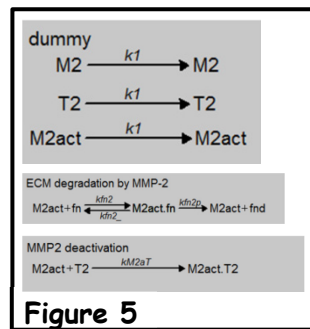 dummy
k1
M2 → M2
k1
T2 → T2
k1
M2act → M2act
ECM degradation by MMP-2
kfn2 kfn2p
M2act+fn ⇄ M2act.fn → M2act+fnd
kfn2_
MMP2 deactivation
kM2aT
M2act+T2 → M2act.T2
Figure 5